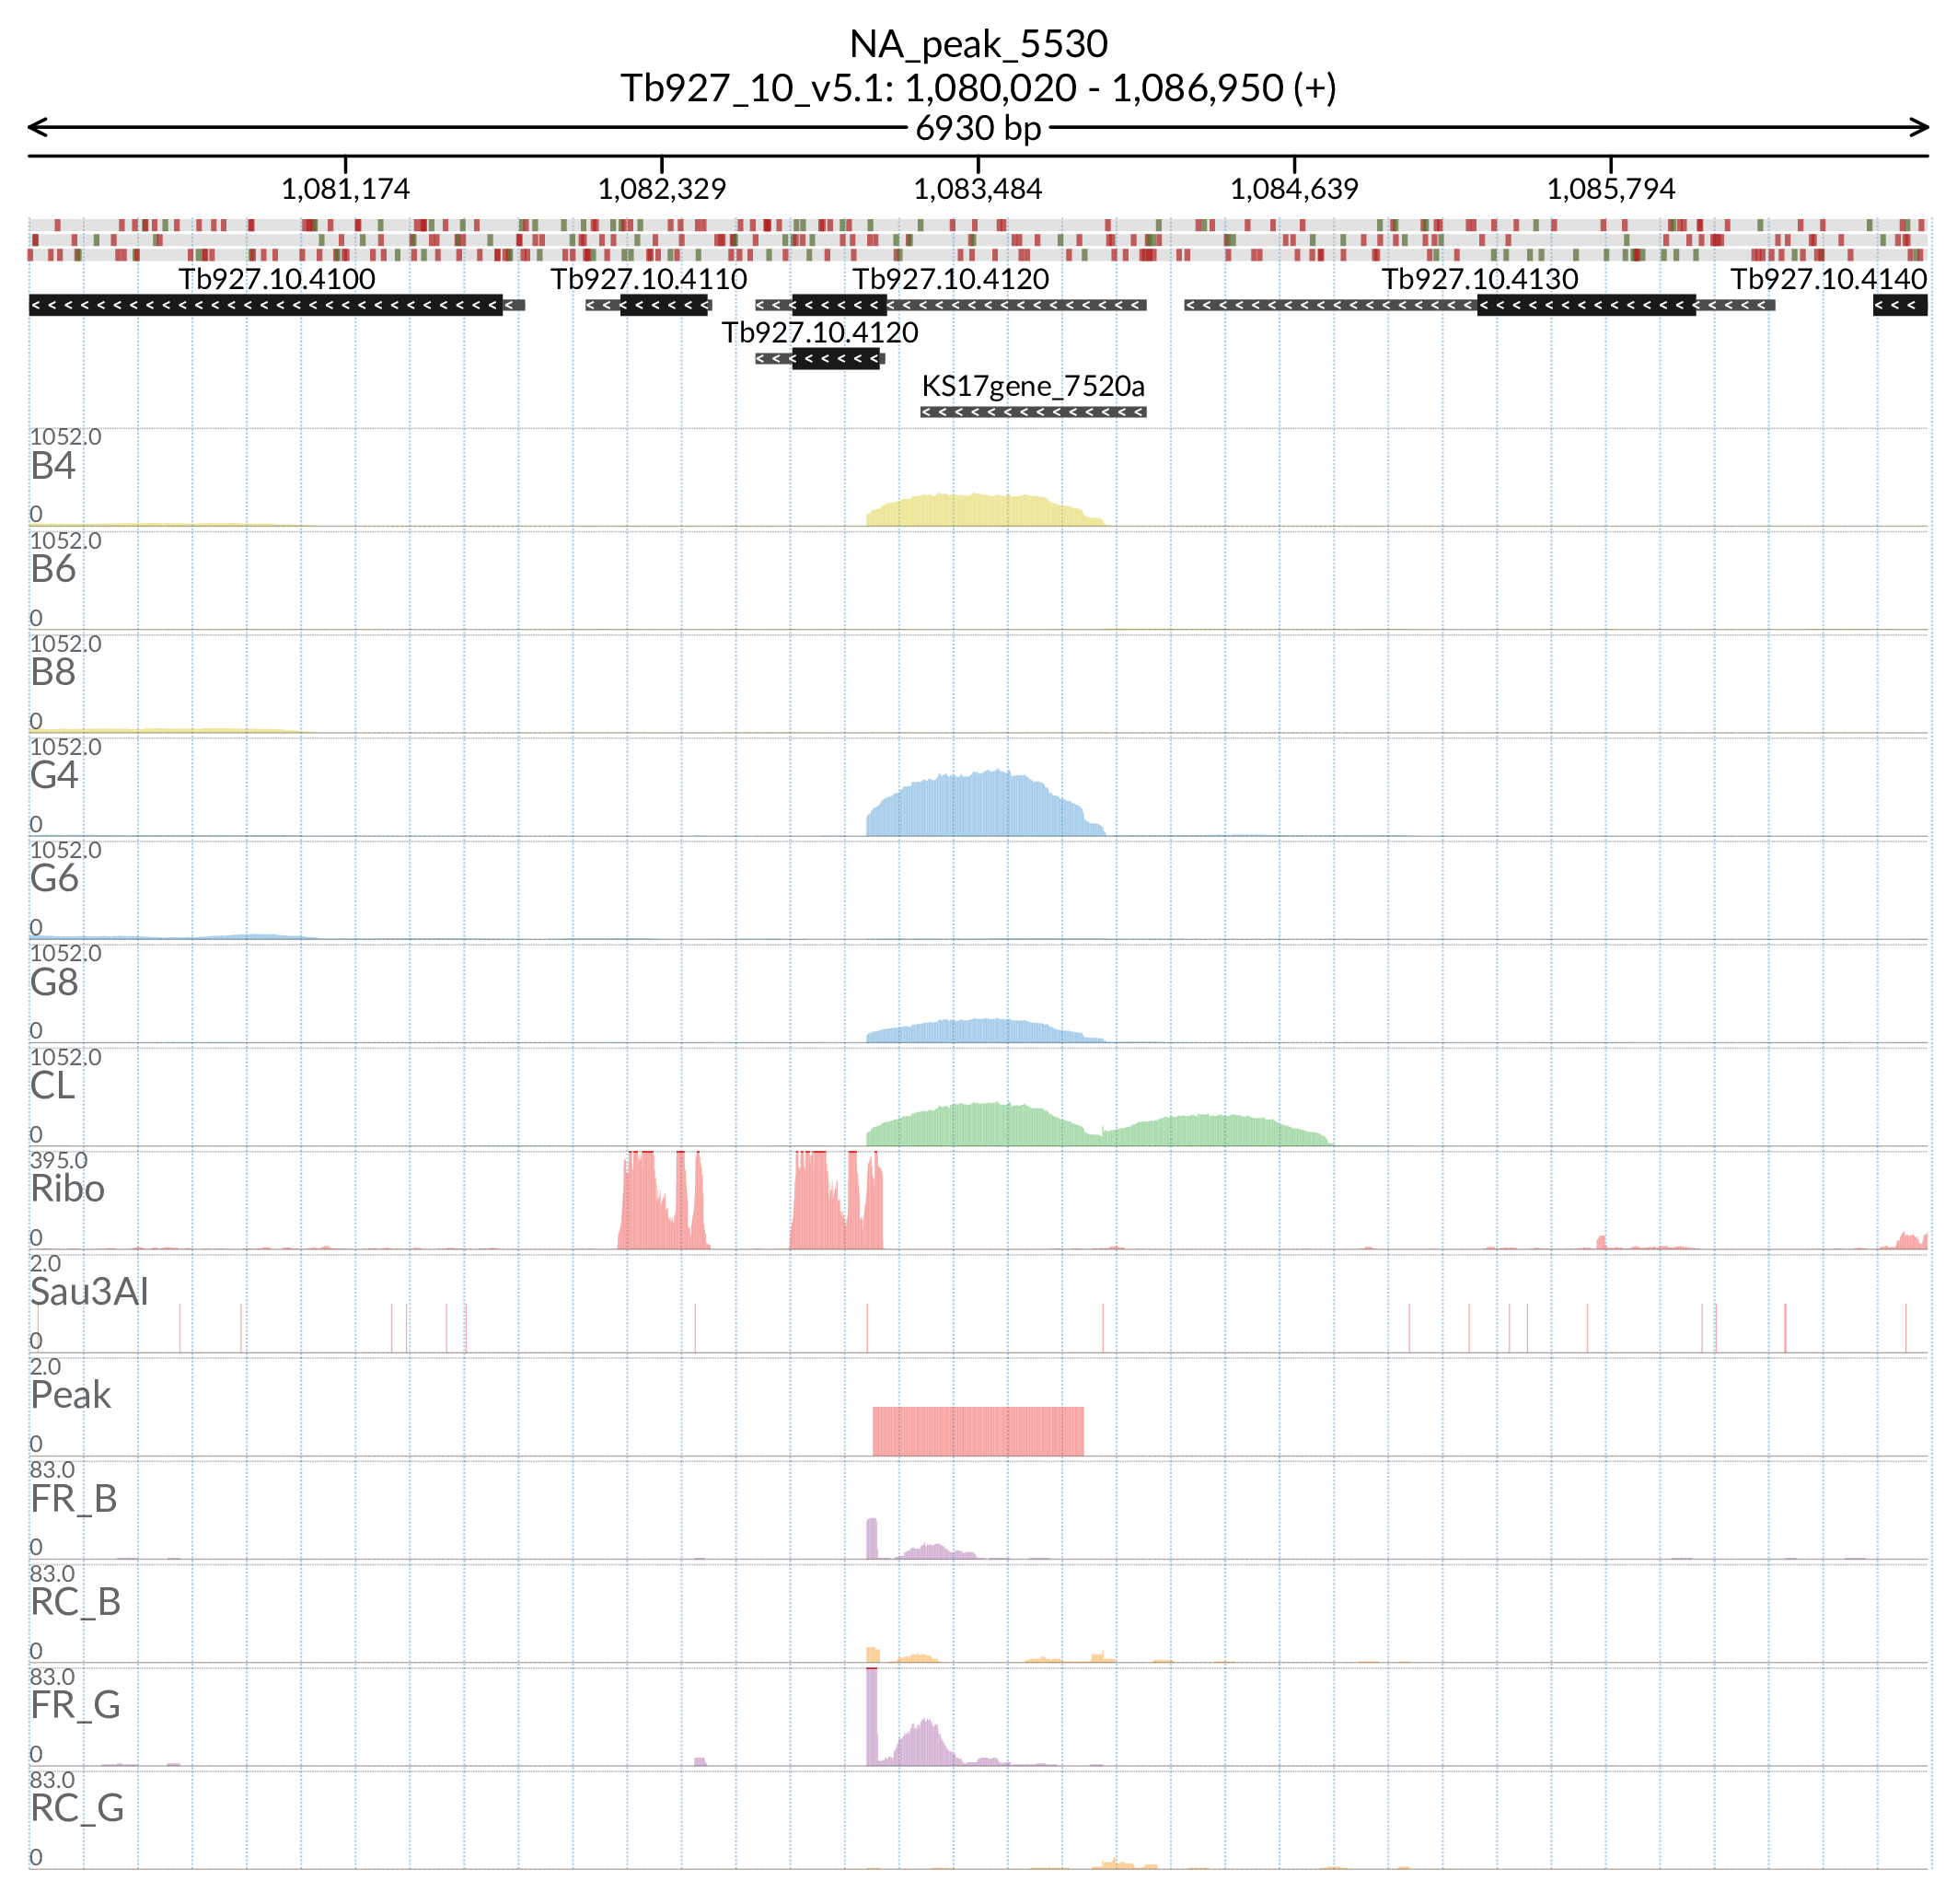 NA_peak_5530
Tb927_10_v5.1: 1,080,020 - 1,086,950 (+)
6930 bp
1,081,174 1,082,329 1,083,484 1,084,639 1,085,794
Tb927.10.4100 Tb927.10.4110 Tb927.10.4120 Tb927.10.4130 Tb927.10.4140
Tb927.10.4120
KS17gene_7520a
1052.0
B4
0
1052.0
B6
0
1052.0
B8
0
1052.0
G4
0
1052.0
G6
0
1052.0
G8
0
1052.0
CL
0
395.0
Ribo
0
2.0
Sau3AI
0
2.0
Peak
0
83.0
FR_B
0
83.0
RC_B
0
83.0
FR_G
0
83.0
RC_G
0